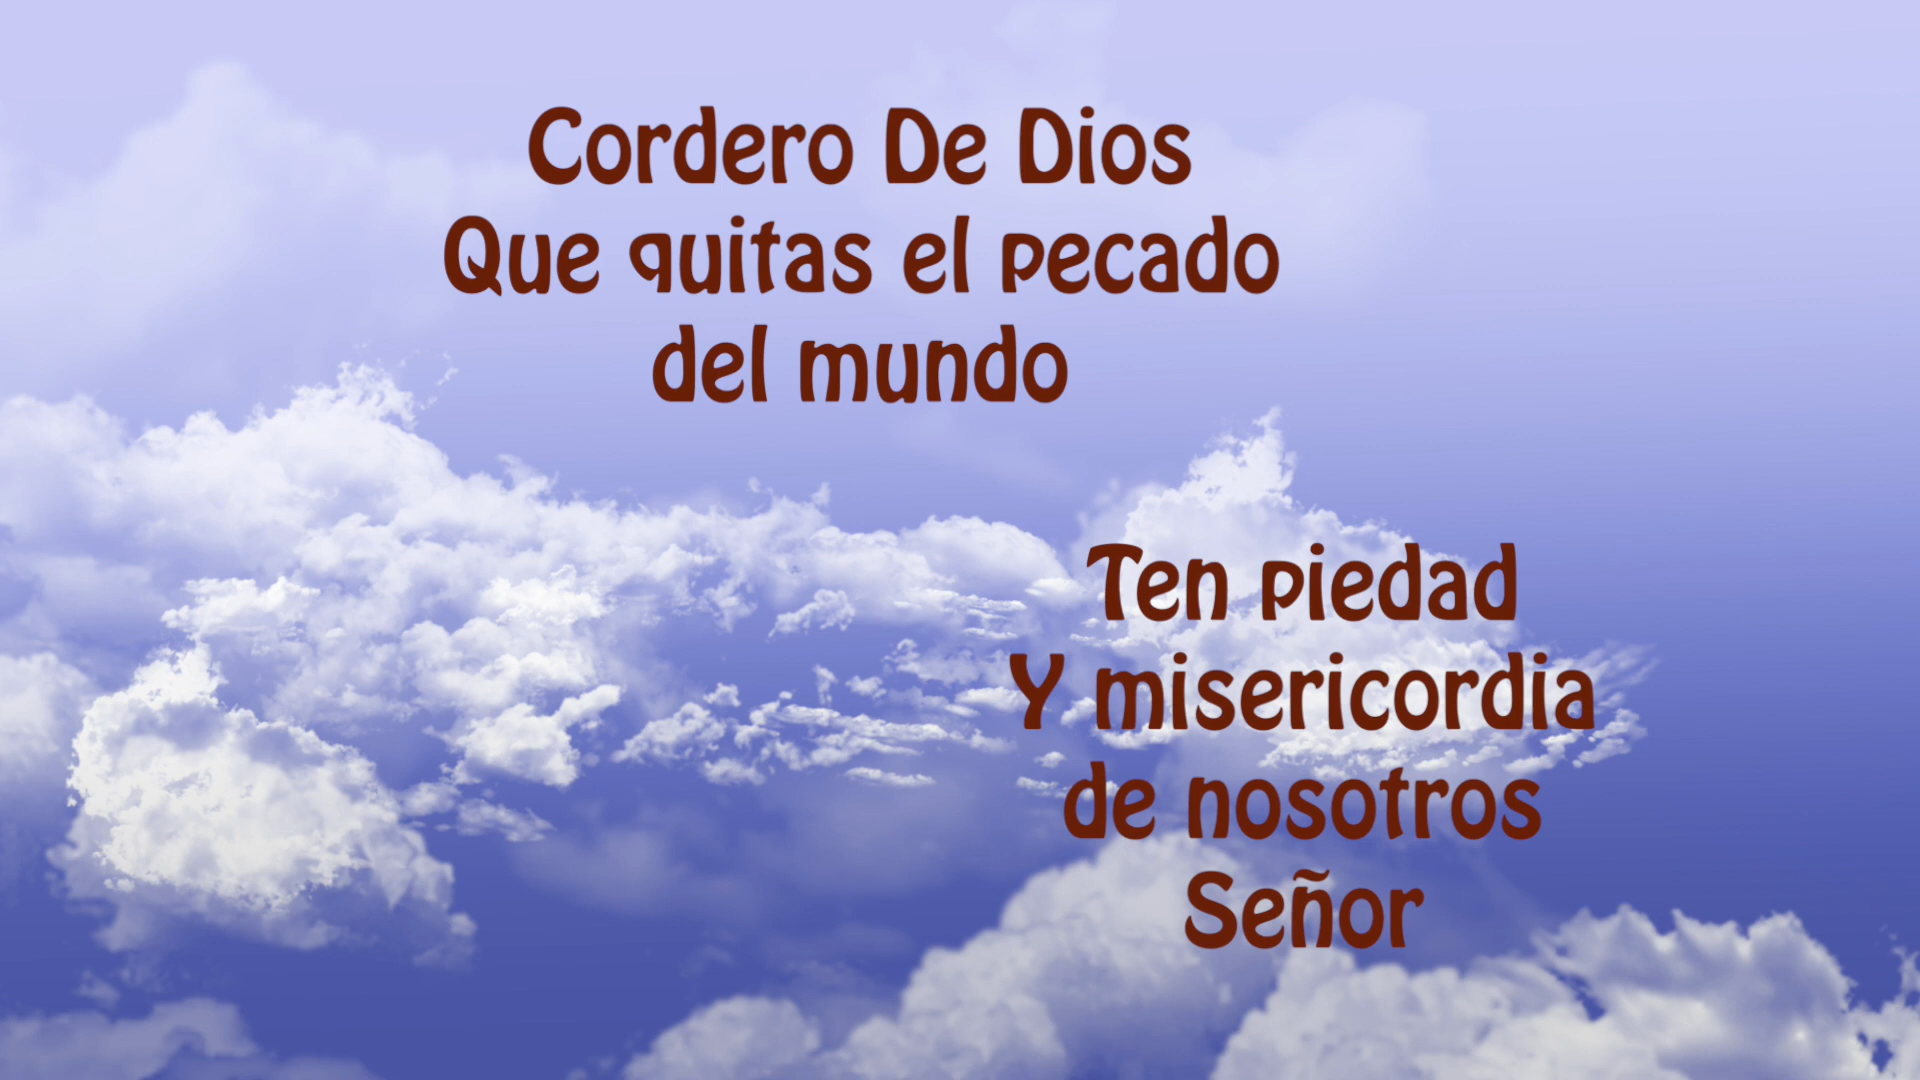 Cordero De Dios
Que quitas el pecado
del mundo
Ten piedad
Y misericordia
de nosotros
Señor